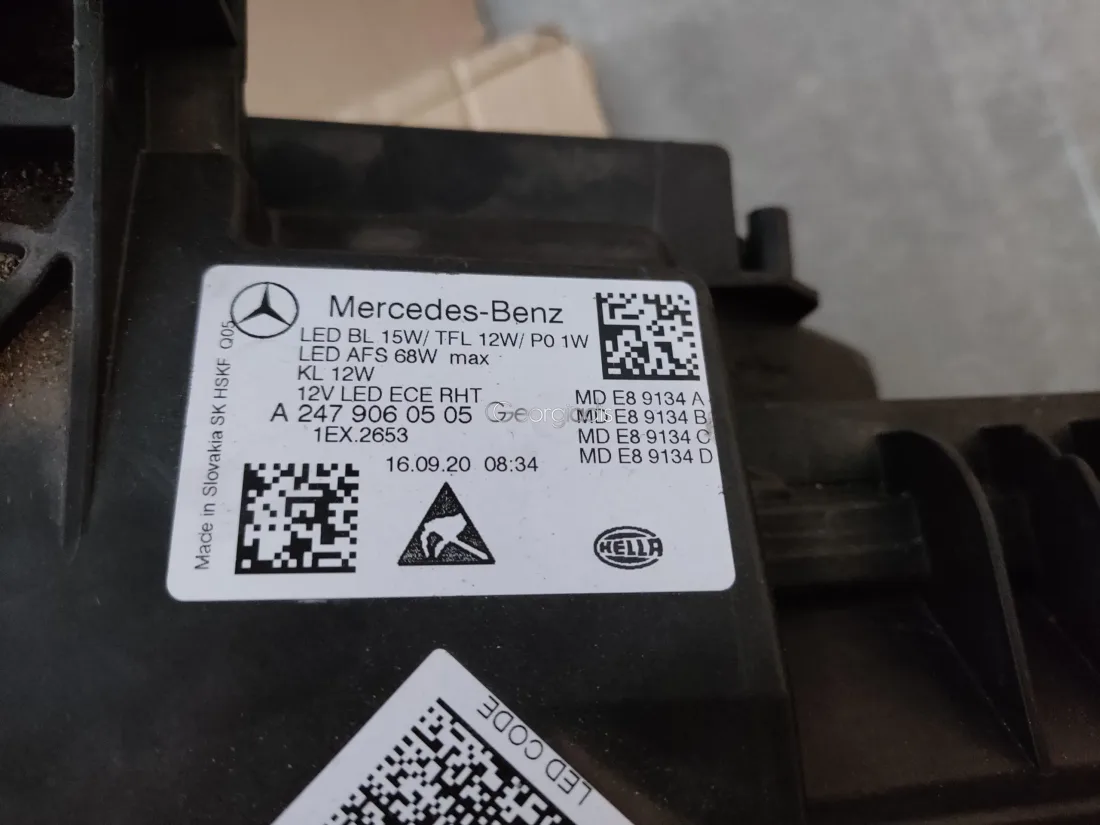 Mercedes-Benz
LED BL 15W/ TFL 12W/ P0 1W
LED AFS 68W max
KL 12W
12V LED ECE RHT
A 247 906 0 5 05
MD E8 9134 A
MD E8 9134 B
MD E8 9134 C
MD E8 9134 D
1EX.2653
16.09.20 08:34
Made in Slovakia SK HSKF Q05
HELLA
LED CODE